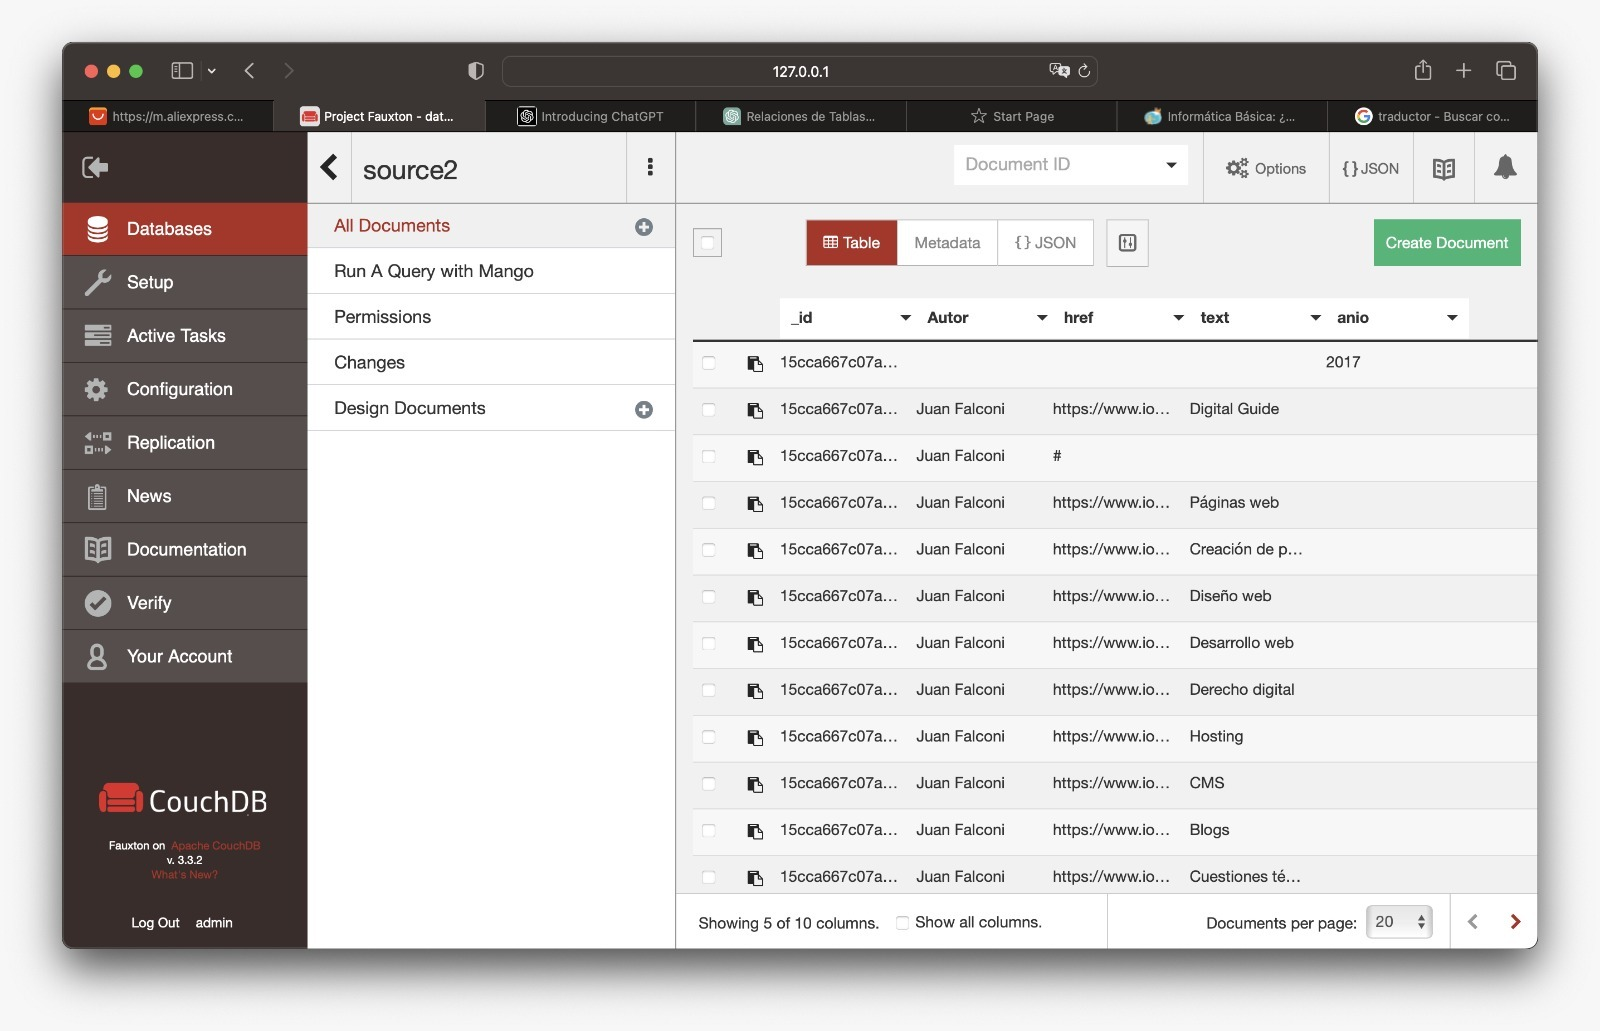 127.0.0.1
https://m.aliexpress.c...
Project Fauxton - dat...
Introducing ChatGPT
Relaciones de Tablas...
Start Page
Informática Básica: ¿...
traductor - Buscar co...
source2
Document ID
Options
{} JSON
Databases
Setup
Active Tasks
Configuration
Replication
News
Documentation
Verify
Your Account
CouchDB
Fauxton on Apache CouchDB
v. 3.3.2
What's New?
Log Out admin
All Documents
Run A Query with Mango
Permissions
Changes
Design Documents
Table Metadata {} JSON
Create Document
_id Autor href text anio
15cca667c07a... 2017
15cca667c07a... Juan Falconi https://www.io... Digital Guide
15cca667c07a... Juan Falconi #
15cca667c07a... Juan Falconi https://www.io... Páginas web
15cca667c07a... Juan Falconi https://www.io... Creación de p...
15cca667c07a... Juan Falconi https://www.io... Diseño web
15cca667c07a... Juan Falconi https://www.io... Desarrollo web
15cca667c07a... Juan Falconi https://www.io... Derecho digital
15cca667c07a... Juan Falconi https://www.io... Hosting
15cca667c07a... Juan Falconi https://www.io... CMS
15cca667c07a... Juan Falconi https://www.io... Blogs
15cca667c07a... Juan Falconi https://www.io... Cuestiones té...
Showing 5 of 10 columns. Show all columns. Documents per page: 20